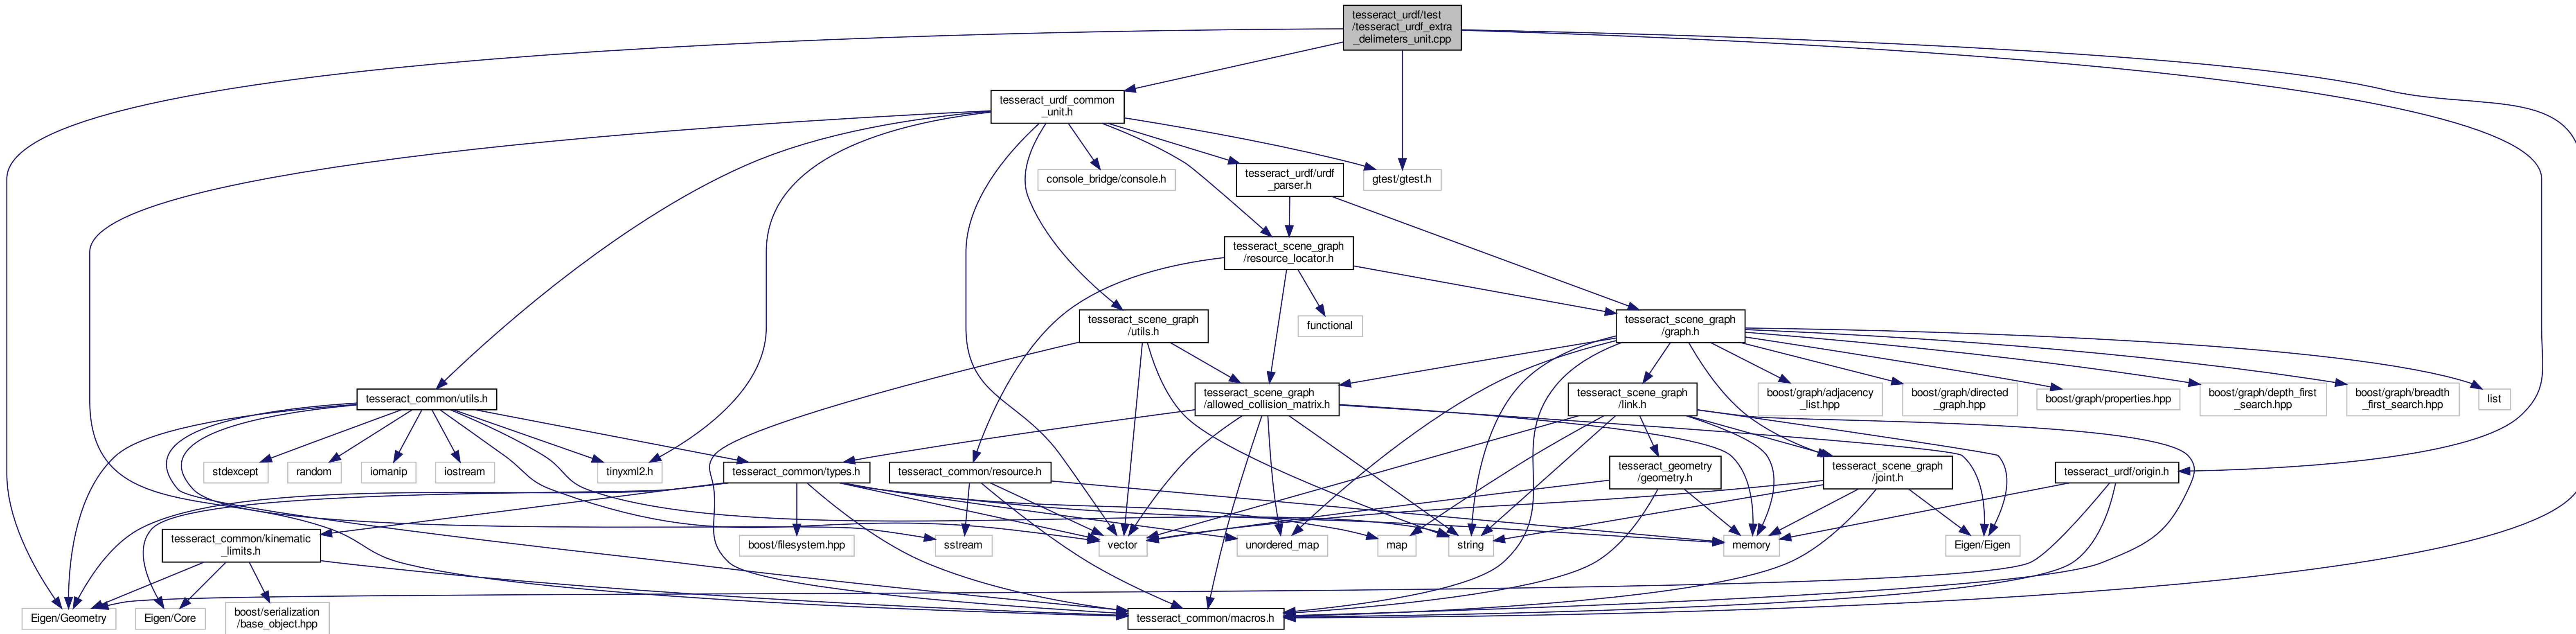 tesseract_urdf/test
/tesseract_urdf_extra
_delimeters_unit.cpp
tesseract_urdf_common
_unit.h
console_bridge/console.h
tesseract_urdf/urdf
_parser.h
gtest/gtest.h
tesseract_scene_graph
/resource_locator.h
tesseract_scene_graph
/utils.h
functional
tesseract_scene_graph
/graph.h
tesseract_common/utils.h
tesseract_scene_graph
/allowed_collision_matrix.h
tesseract_scene_graph
/link.h
boost/graph/adjacency
_list.hpp
boost/graph/directed
_graph.hpp
boost/graph/properties.hpp
boost/graph/depth_first
_search.hpp
boost/graph/breadth
_first_search.hpp
list
stdexcept
random
iomanip
iostream
tinyxml2.h
tesseract_common/types.h
tesseract_common/resource.h
tesseract_geometry
/geometry.h
tesseract_scene_graph
/joint.h
tesseract_urdf/origin.h
tesseract_common/kinematic
_limits.h
boost/filesystem.hpp
sstream
vector
unordered_map
map
string
memory
Eigen/Eigen
Eigen/Geometry
Eigen/Core
boost/serialization
/base_object.hpp
tesseract_common/macros.h